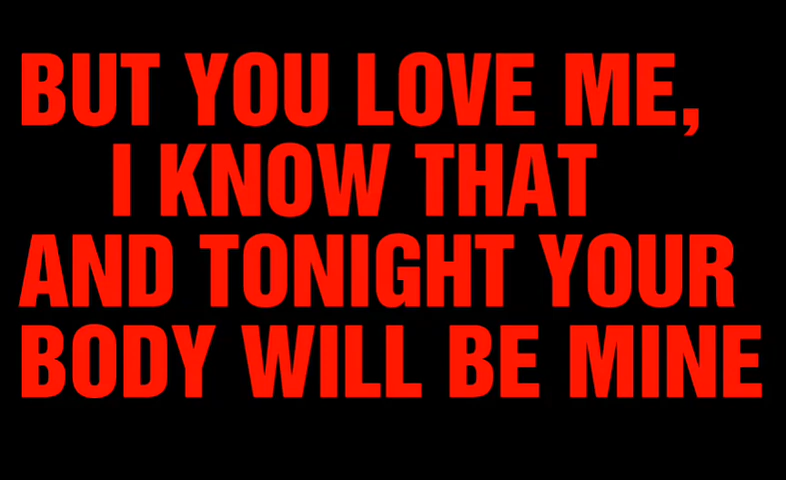 BUT YOU LOVE ME,
I KNOW THAT
AND TONIGHT YOUR
BODY WILL BE MINE